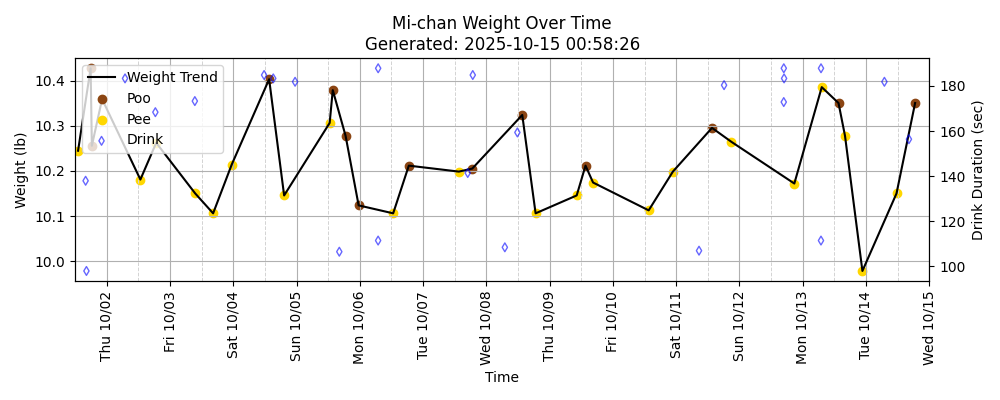 Mi-chan Weight Over Time
Generated: 2025-10-15 00:58:26
Weight (lb)
10.4
10.3
10.2
10.1
10.0
Weight Trend
Poo
Pee
Drink
180
160
140
120
100
Drink Duration (sec)
Thu 10/02
Fri 10/03
Sat 10/04
Sun 10/05
Mon 10/06
Tue 10/07
Wed 10/08
Thu 10/09
Fri 10/10
Sat 10/11
Sun 10/12
Mon 10/13
Tue 10/14
Wed 10/15
Time